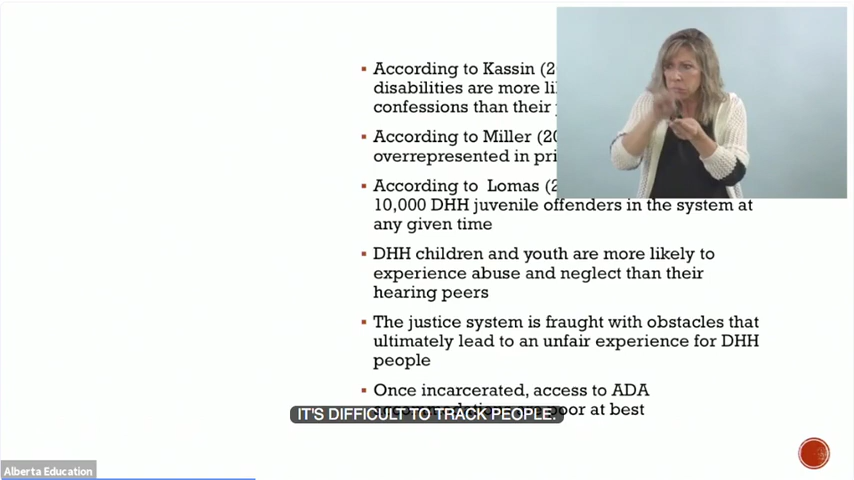 ▪ According to Kassin (2
disabilities are more li
confessions than their
▪ According to Miller (20
overrepresented in pri
▪ According to Lomas (2
10,000 DHH juvenile offenders in the system at
any given time
▪ DHH children and youth are more likely to
experience abuse and neglect than their
hearing peers
▪ The justice system is fraught with obstacles that
ultimately lead to an unfair experience for DHH
people
▪ Once incarcerated, access to ADA
poor at best
IT'S DIFFICULT TO TRACK PEOPLE.
Alberta Education